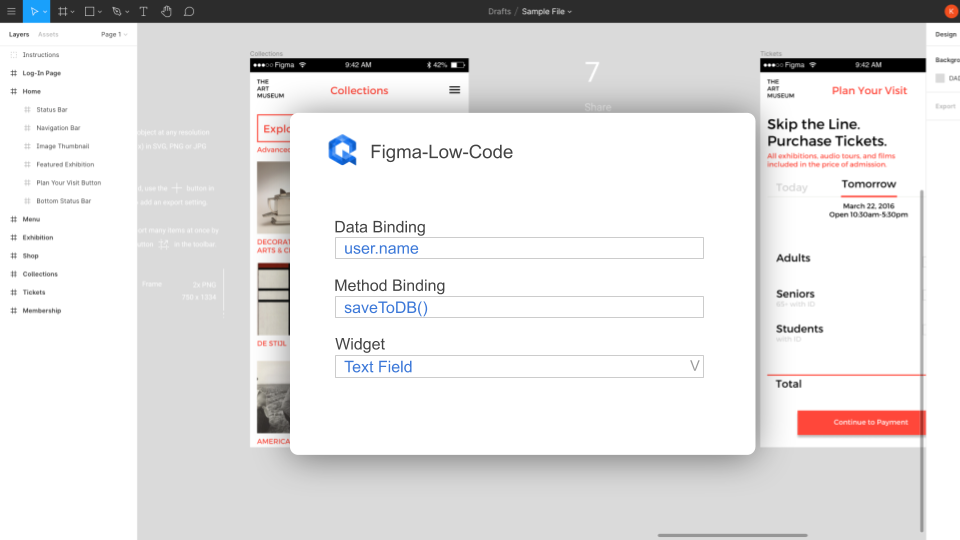 Drafts / Sample File
K
Layers
Assets
Page 1
Instructions
Log-In Page
Home
Status Bar
Navigation Bar
Image Thumbnail
Featured Exhibition
Plan Your Visit Button
Bottom Status Bar
Menu
Exhibition
Shop
Collections
Tickets
Membership
object at any resolution
in SVG, PNG or JPG
use the
button in
add an export setting.
many items at once by
in the toolbar
Frame
2x PNG
Collections
Figma
9:42 AM
42%
THE
ART
MUSEUM
Collections
Explo
Advanced
DECORAT
ARTS & C
DE STIJL
AMERICA
7
Share
Figma-Low-Code
Data Binding
user.name
Method Binding
saveToDB()
Widget
Text Field
V
Tickets
Figma
9:42 AM
THE
ART
MUSEUM
Plan Your Visit
Skip the Line.
Purchase Tickets.
All exhibitions, audio tours, and films
included in the price of admission.
Today
Tomorrow
March 22, 2016
Open 10:30am-5:30pm
Adults
Seniors
65+ with ID
Students
with ID
Total
Continue to Payment
Design
Backgro
DAD
Export